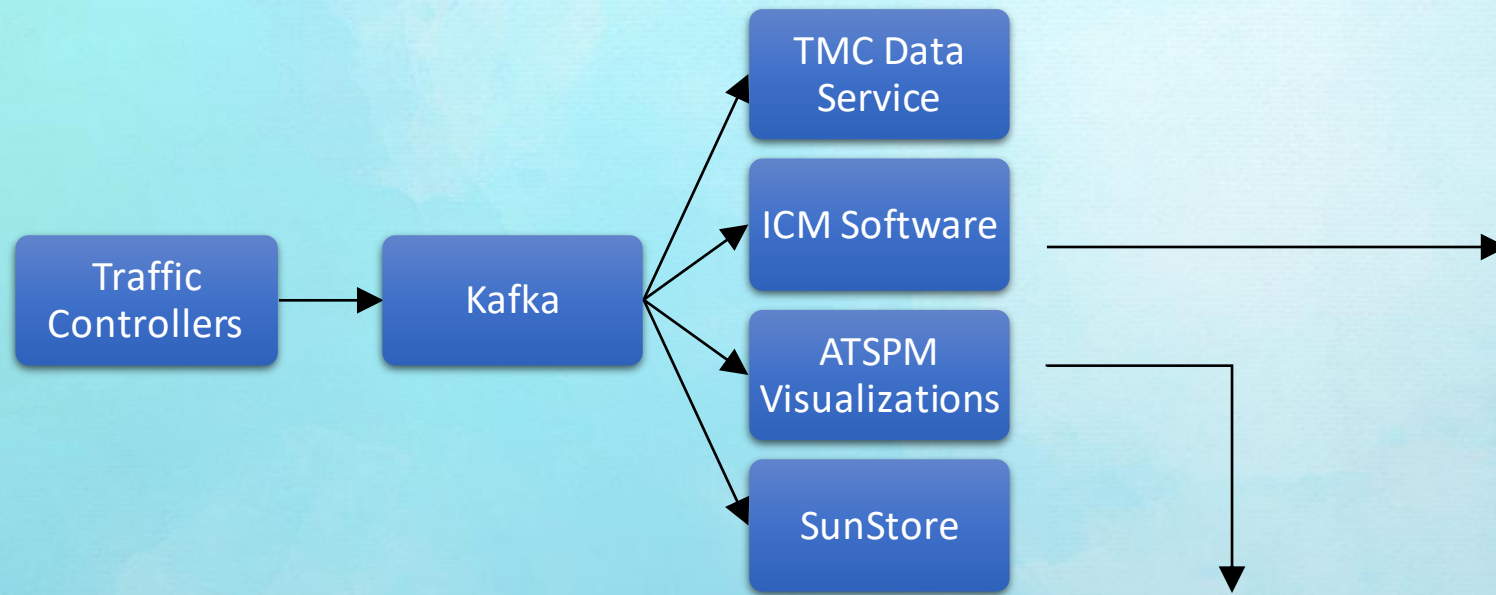 Traffic
Controllers
Kafka
TMC Data
Service
ICM Software
ATSPM
Visualizations
SunStore